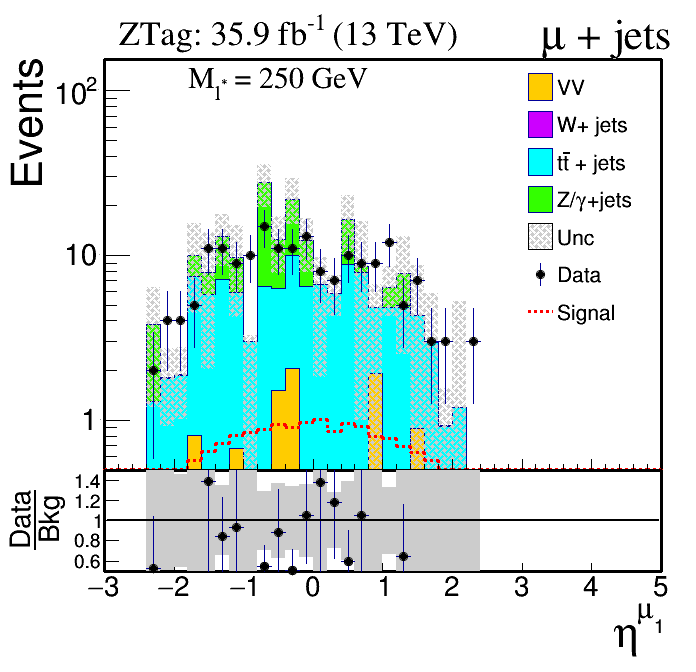 ZTag: 35.9 fb⁻¹ (13 TeV)
μ + jets
M_l* = 250 GeV
Events
10²
10
1
VV
W+ jets
tt̄ + jets
Z/γ+jets
Unc
Data
Signal
Data
Bkg
1.4
1.2
1
0.8
0.6
−3 −2 −1 0 1 2 3 4 5
η^μ₁